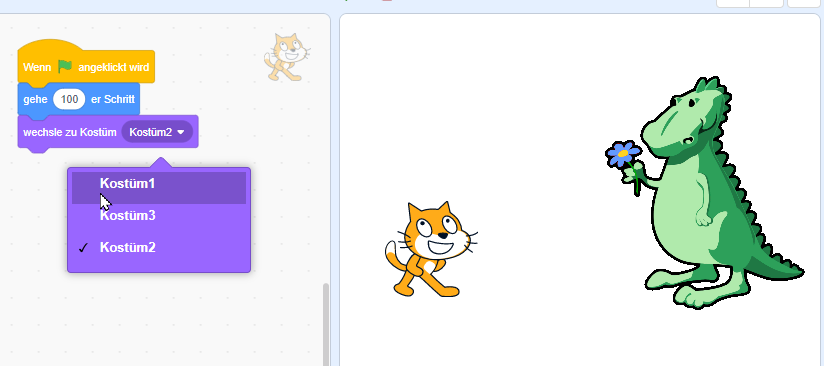 Wenn angeklickt wird
gehe 100 er Schritt
wechsle zu Kostüm Kostüm2
Kostüm1
Kostüm3
✓ Kostüm2